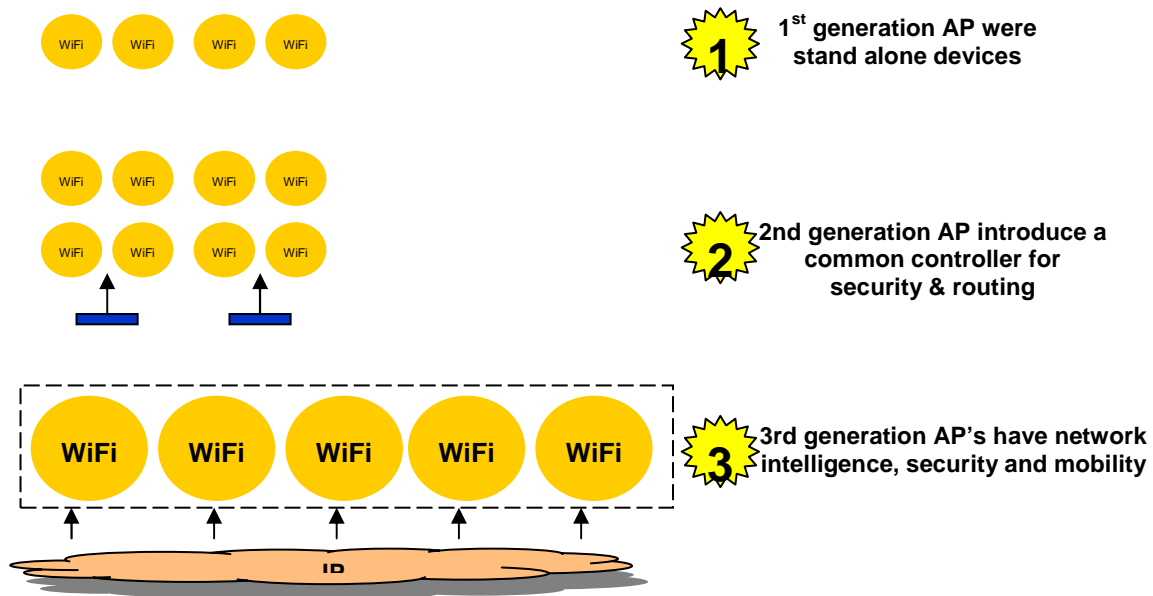 WiFi WiFi WiFi WiFi
1
1st generation AP were
stand alone devices
WiFi WiFi WiFi WiFi
WiFi WiFi WiFi WiFi
2
2nd generation AP introduce a
common controller for
security & routing
WiFi WiFi WiFi WiFi WiFi
3
3rd generation AP's have network
intelligence, security and mobility
IP